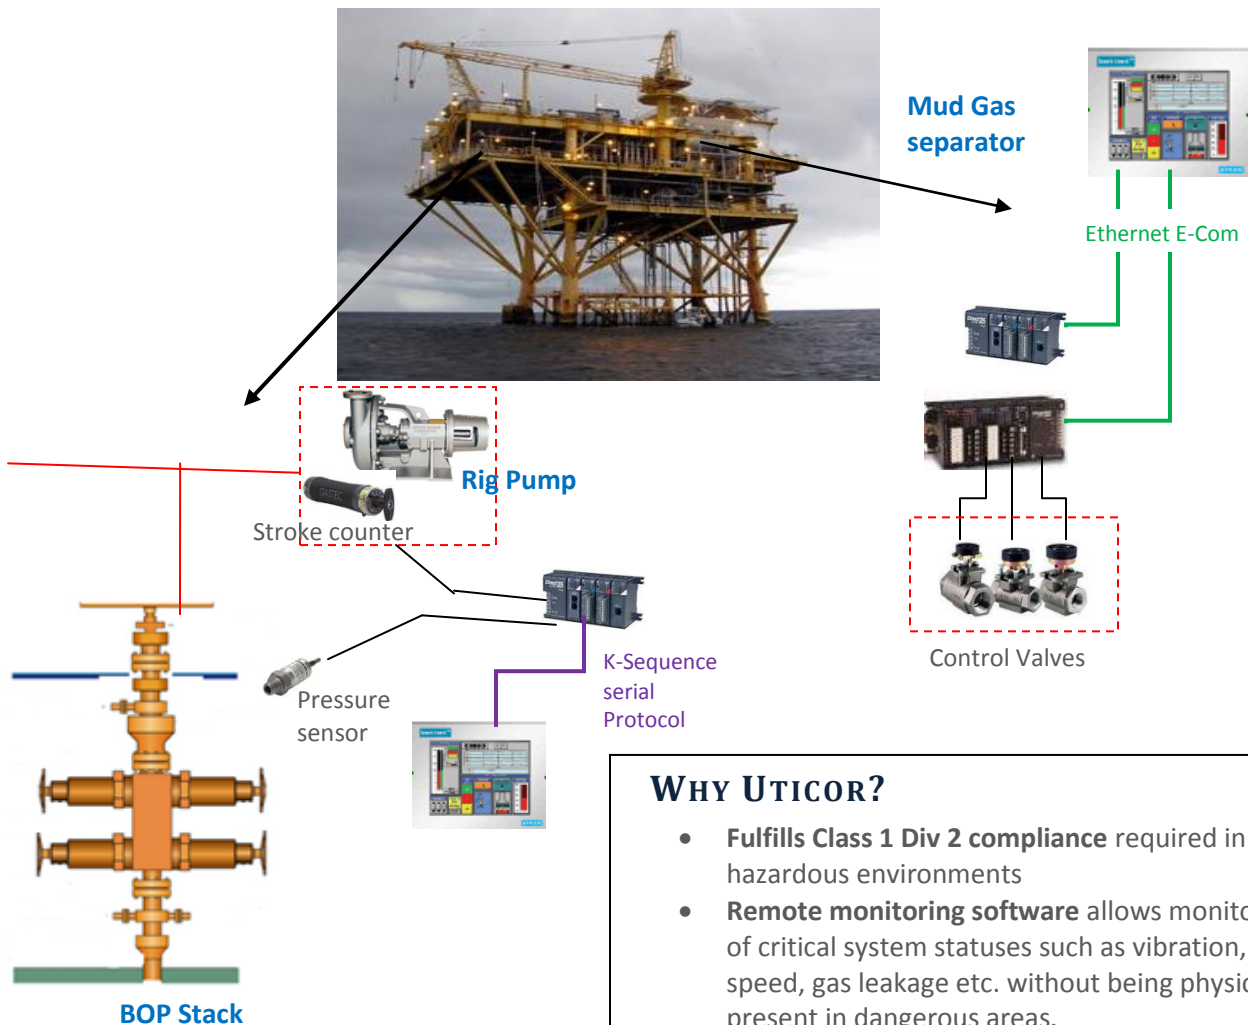 Mud Gas
separator
Ethernet E-Com
Rig Pump
GASTEC
Stroke counter
K-Sequence
serial
Protocol
Pressure
sensor
Control Valves
BOP Stack
WHY UTICOR?
• Fulfills Class 1 Div 2 compliance required in
hazardous environments
• Remote monitoring software allows monito
of critical system statuses such as vibration,
speed, gas leakage etc. without being physic
present in dangerous areas.